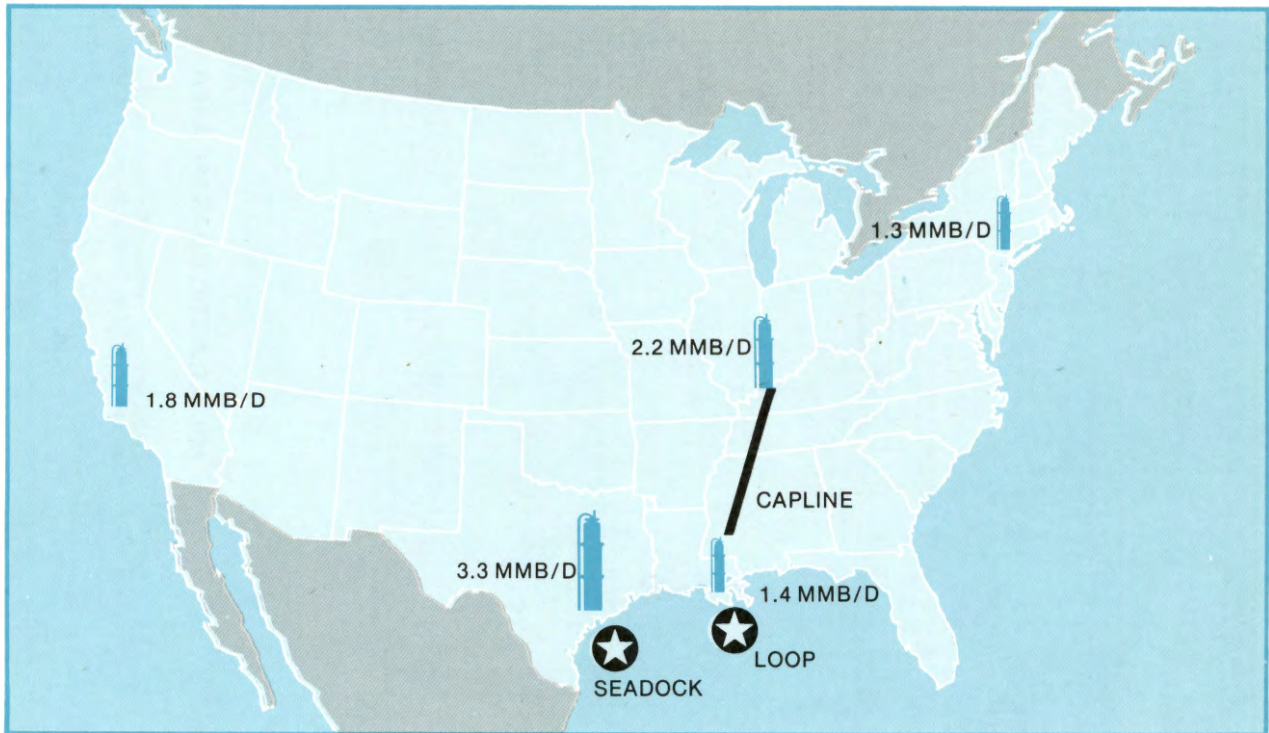 1.3 MMB/D
2.2 MMB/D
1.8 MMB/D
CAPLINE
3.3 MMB/D
1.4 MMB/D
LOOP
SEADOCK